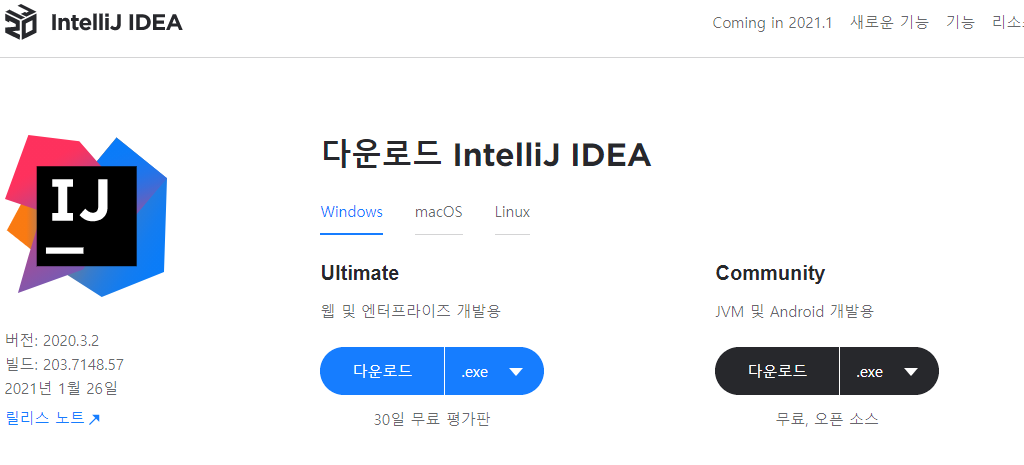 IntelliJ IDEA
Coming in 2021.1 새로운 기능 기능
다운로드 IntelliJ IDEA
Windows macOS Linux
IJ
Ultimate
웹 및 엔터프라이즈 개발용
다운로드 .exe
30일 무료 평가판
Community
JVM 및 Android 개발용
다운로드 .exe
무료, 오픈 소스
버전: 2020.3.2
빌드: 203.7148.57
2021년 1월 26일
릴리스 노트